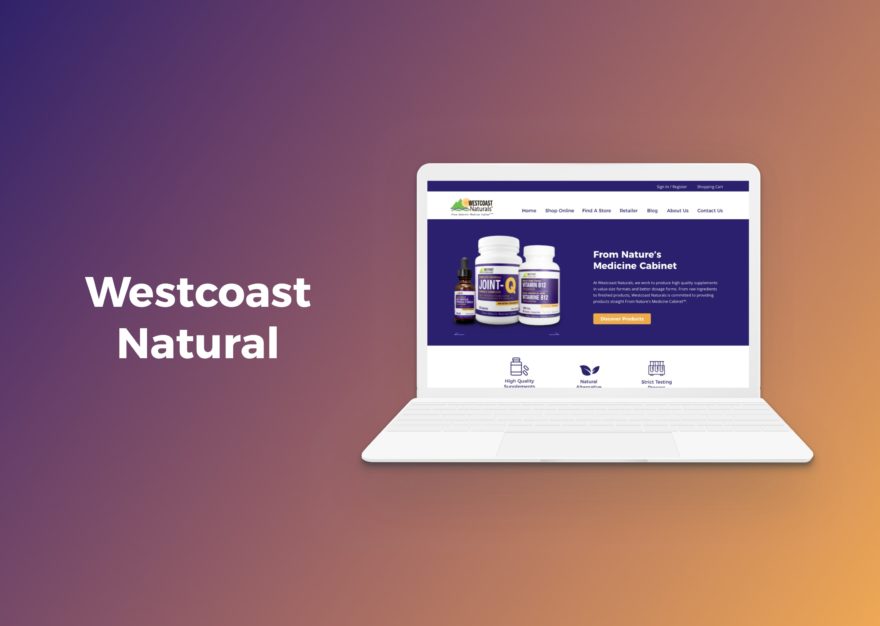 Westcoast
Natural
Sign In / Register Shopping Cart
WESTCOAST
Naturals
Home Shop Online Find A Store Retailer Blog About Us Contact Us
From Nature's
Medicine Cabinet
At Westcoast Naturals, we work to produce high quality supplements
in value-size formats and better dosage forms. From raw ingredients
to finished products, Westcoast Naturals is committed to providing
products straight From Nature's Medicine Cabinet™.
Discover Products
JOINT-Q
VITAMIN B12
VITAMINE B12
High Quality
Supplements
Natural
Alternative
Strict Testing